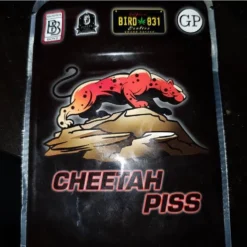 BIRD 831
GP
CHEETAH
PISS